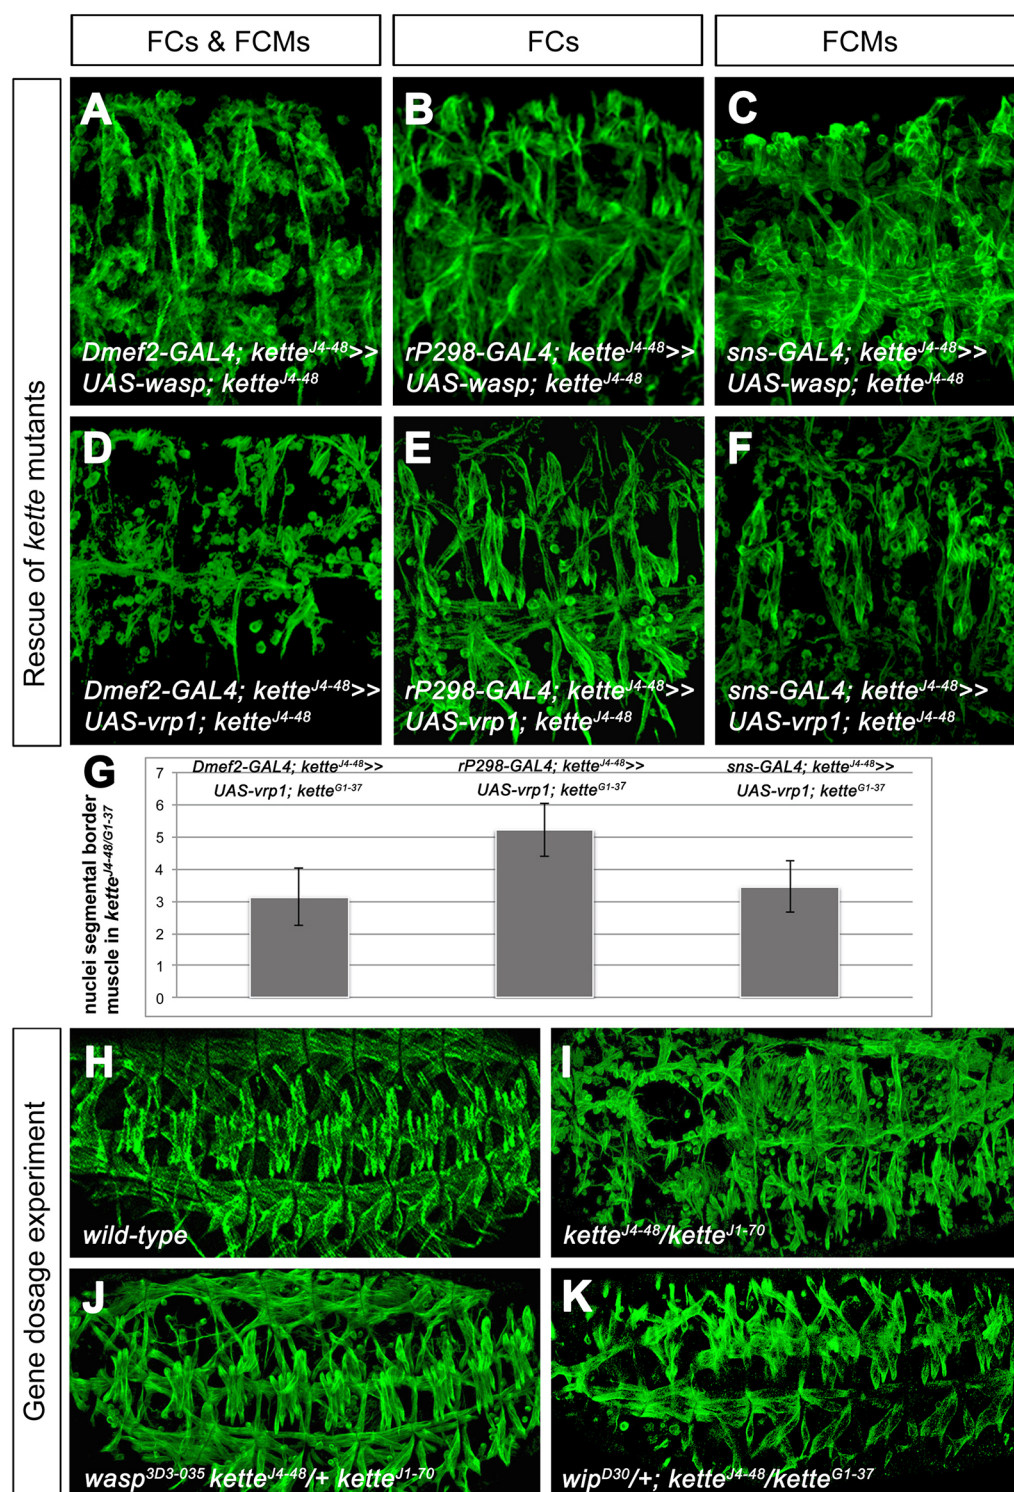 FCs & FCMs
FCs
FCMs
Rescue of kette mutants
A
Dmef2-GAL4; ketteJ4-48>>
UAS-wasp; ketteJ4-48
B
rP298-GAL4; ketteJ4-48>>
UAS-wasp; ketteJ4-48
C
sns-GAL4; ketteJ4-48>>
UAS-wasp; ketteJ4-48
D
Dmef2-GAL4; ketteJ4-48>>
UAS-vrp1; ketteJ4-48
E
rP298-GAL4; ketteJ4-48>>
UAS-vrp1; ketteJ4-48
F
sns-GAL4; ketteJ4-48>>
UAS-vrp1; ketteJ4-48
G
nuclei segmental border
muscle in ketteJ4-48/G1-37
7
6
5
4
3
2
1
0
Dmef2-GAL4; ketteJ4-48>>
UAS-vrp1; ketteG1-37
rP298-GAL4; ketteJ4-48>>
UAS-vrp1; ketteG1-37
sns-GAL4; ketteJ4-48>>
UAS-vrp1; ketteG1-37
Gene dosage experiment
H
wild-type
I
ketteJ4-48/ketteJ1-70
J
wasp3D3-035 ketteJ4-48/+ ketteJ1-70
K
wipD30/+; ketteJ4-48/ketteG1-37